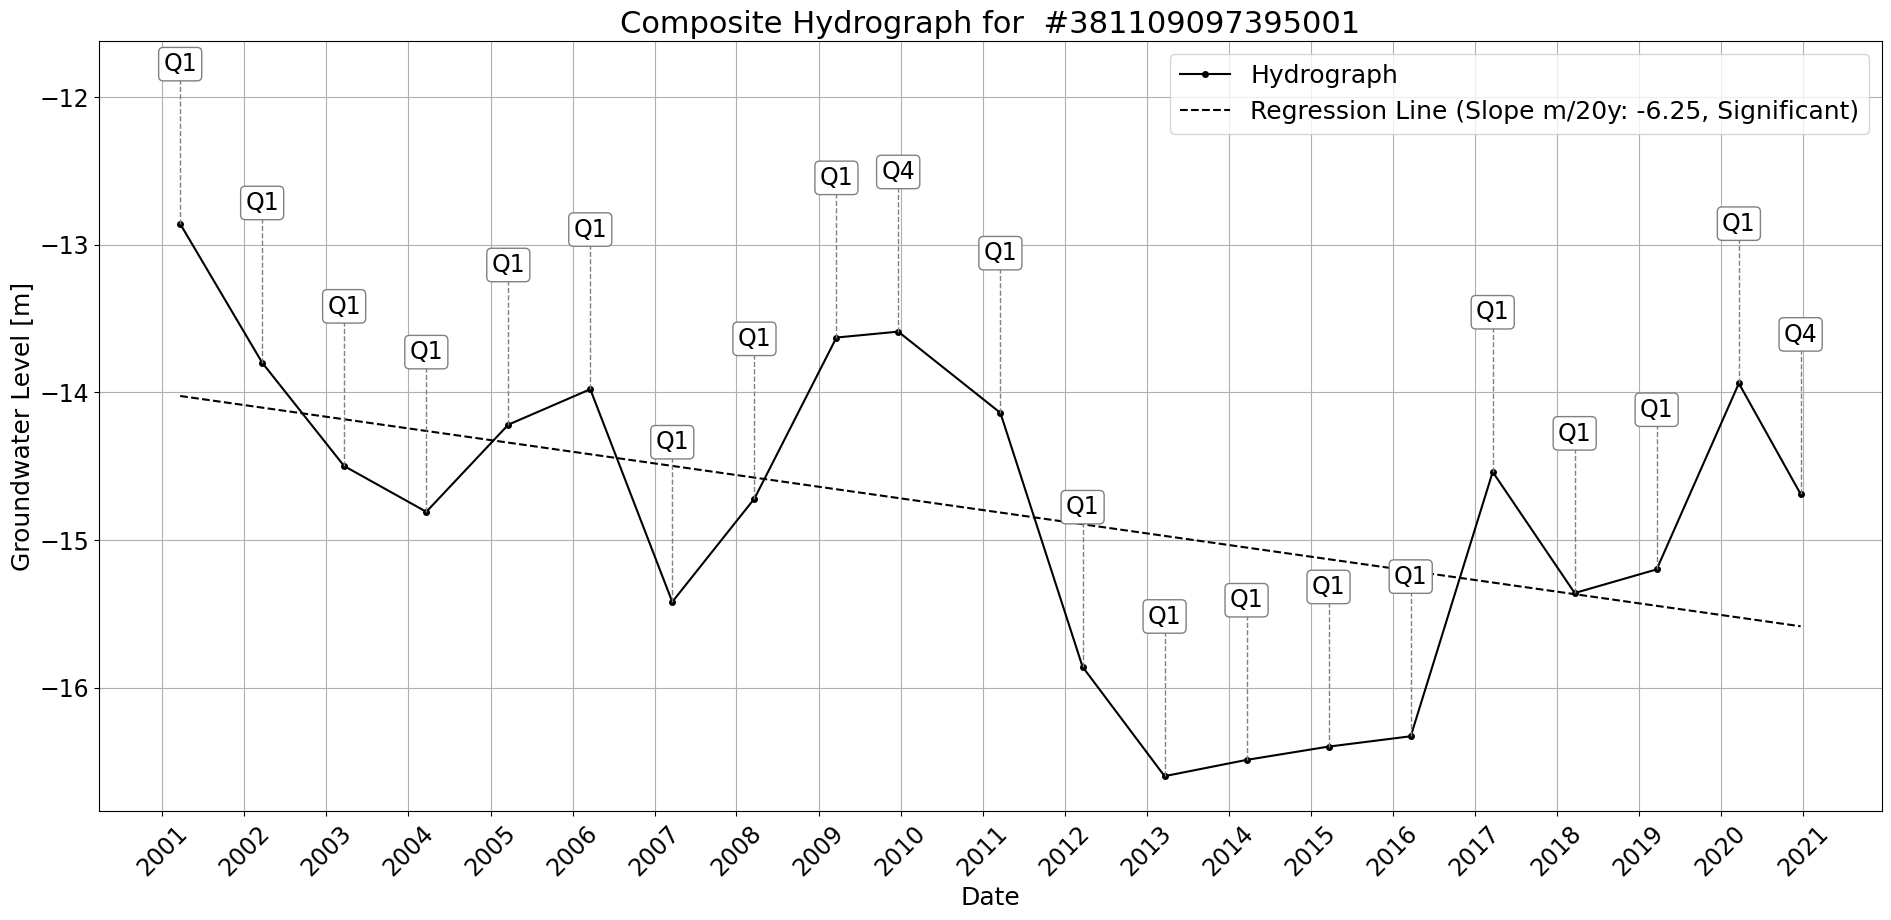 Composite Hydrograph for  #381109097395001
Hydrograph
Regression Line (Slope m/20y: -6.25, Significant)
Groundwater Level [m]
−12
−13
−14
−15
−16
Q1
Q1
Q1
Q1
Q1
Q1
Q1
Q1
Q1
Q4
Q1
Q1
Q1
Q1
Q1
Q1
Q1
Q1
Q1
Q1
Q4
2001
2002
2003
2004
2005
2006
2007
2008
2009
2010
2011
2012
2013
2014
2015
2016
2017
2018
2019
2020
2021
Date